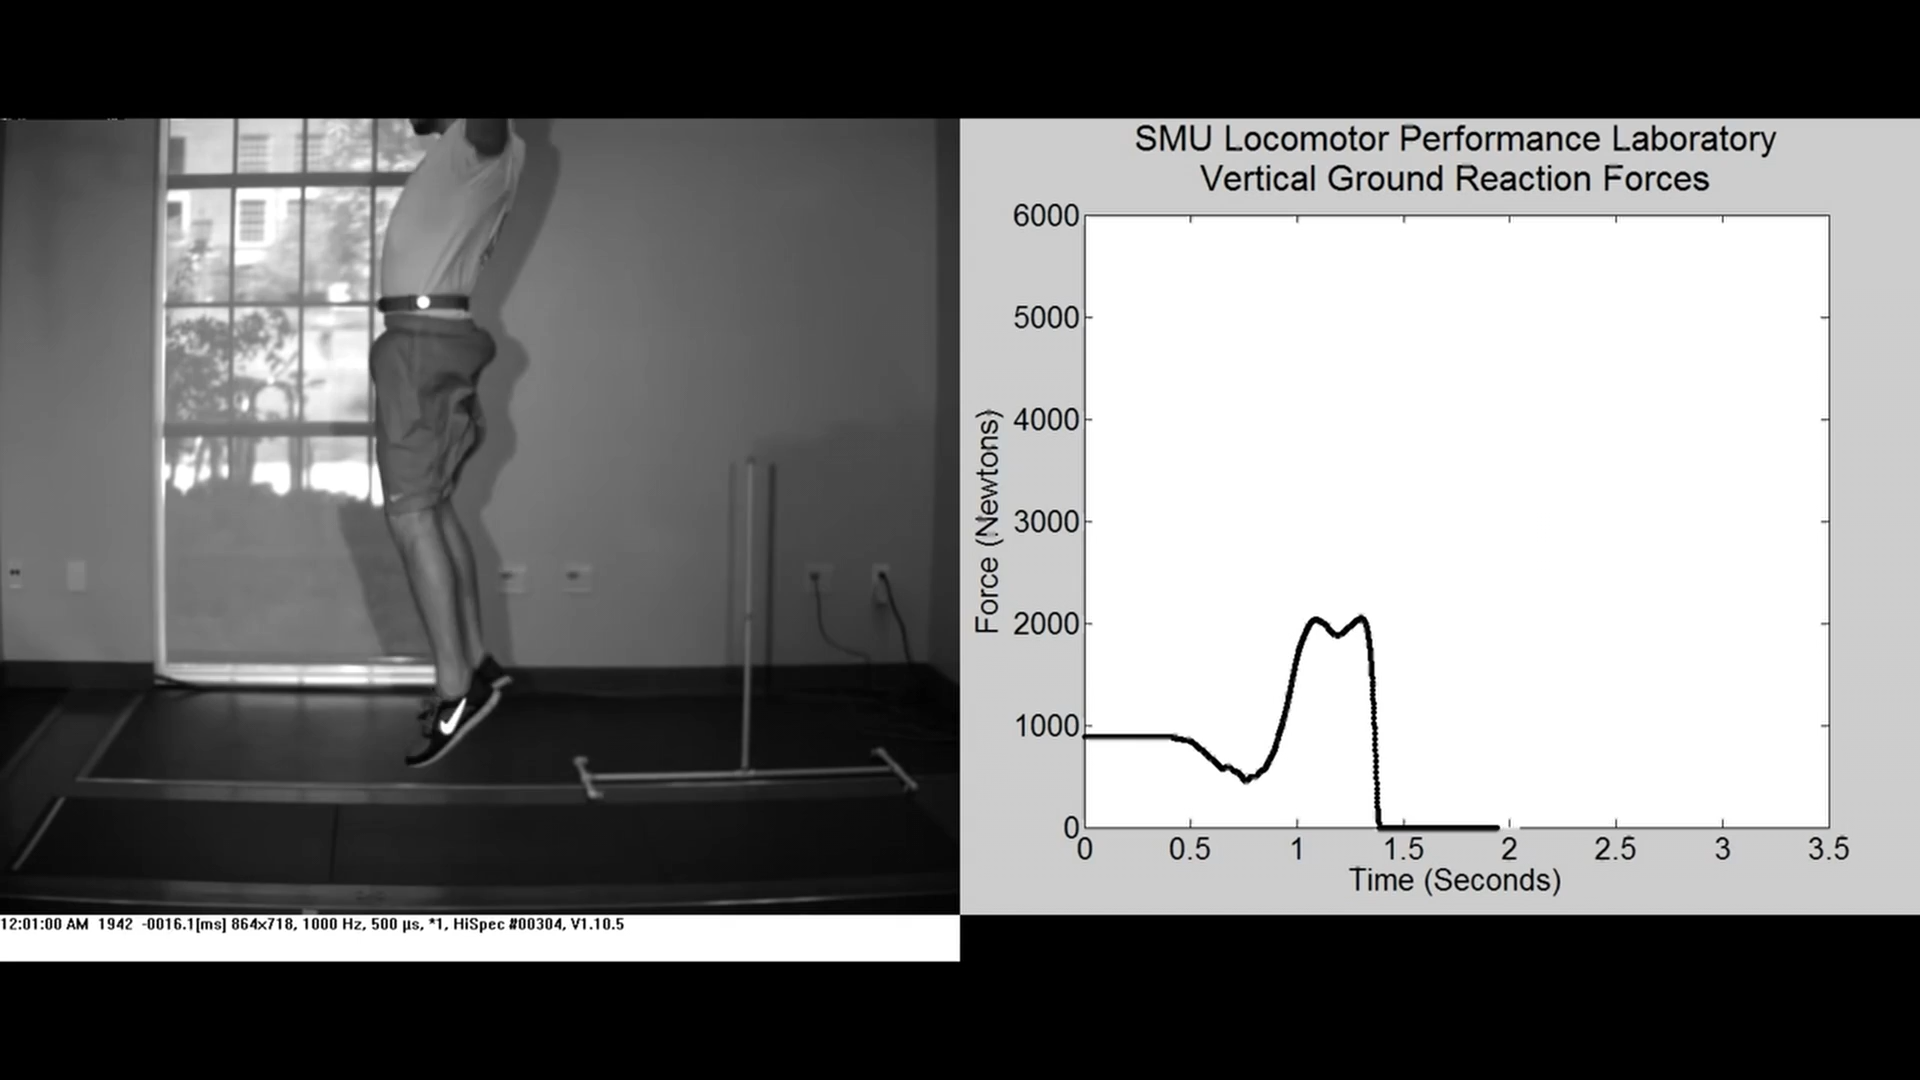 SMU Locomotor Performance Laboratory
Vertical Ground Reaction Forces
6000
5000
4000
3000
2000
1000
0
Force (Newtons)
0 0.5 1 1.5 2 2.5 3 3.5
Time (Seconds)
12:01:00 AM 1942 -0016.1[ms] 864x718, 1000 Hz, 500 µs, *1, HiSpec #00304, V1.10.5